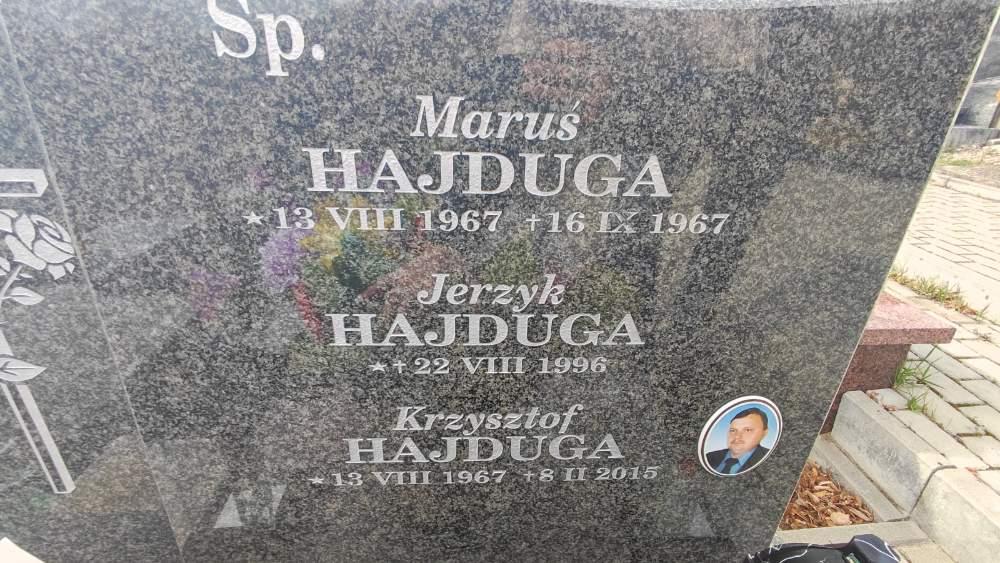 Śp.
Maruś
HAJDUGA
★ 13 VIII 1967 + 16 IX 1967
Jerzyk
HAJDUGA
★ + 22 VIII 1996
Krzysztof
HAJDUGA
★ 13 VIII 1967 + 8 II 2015